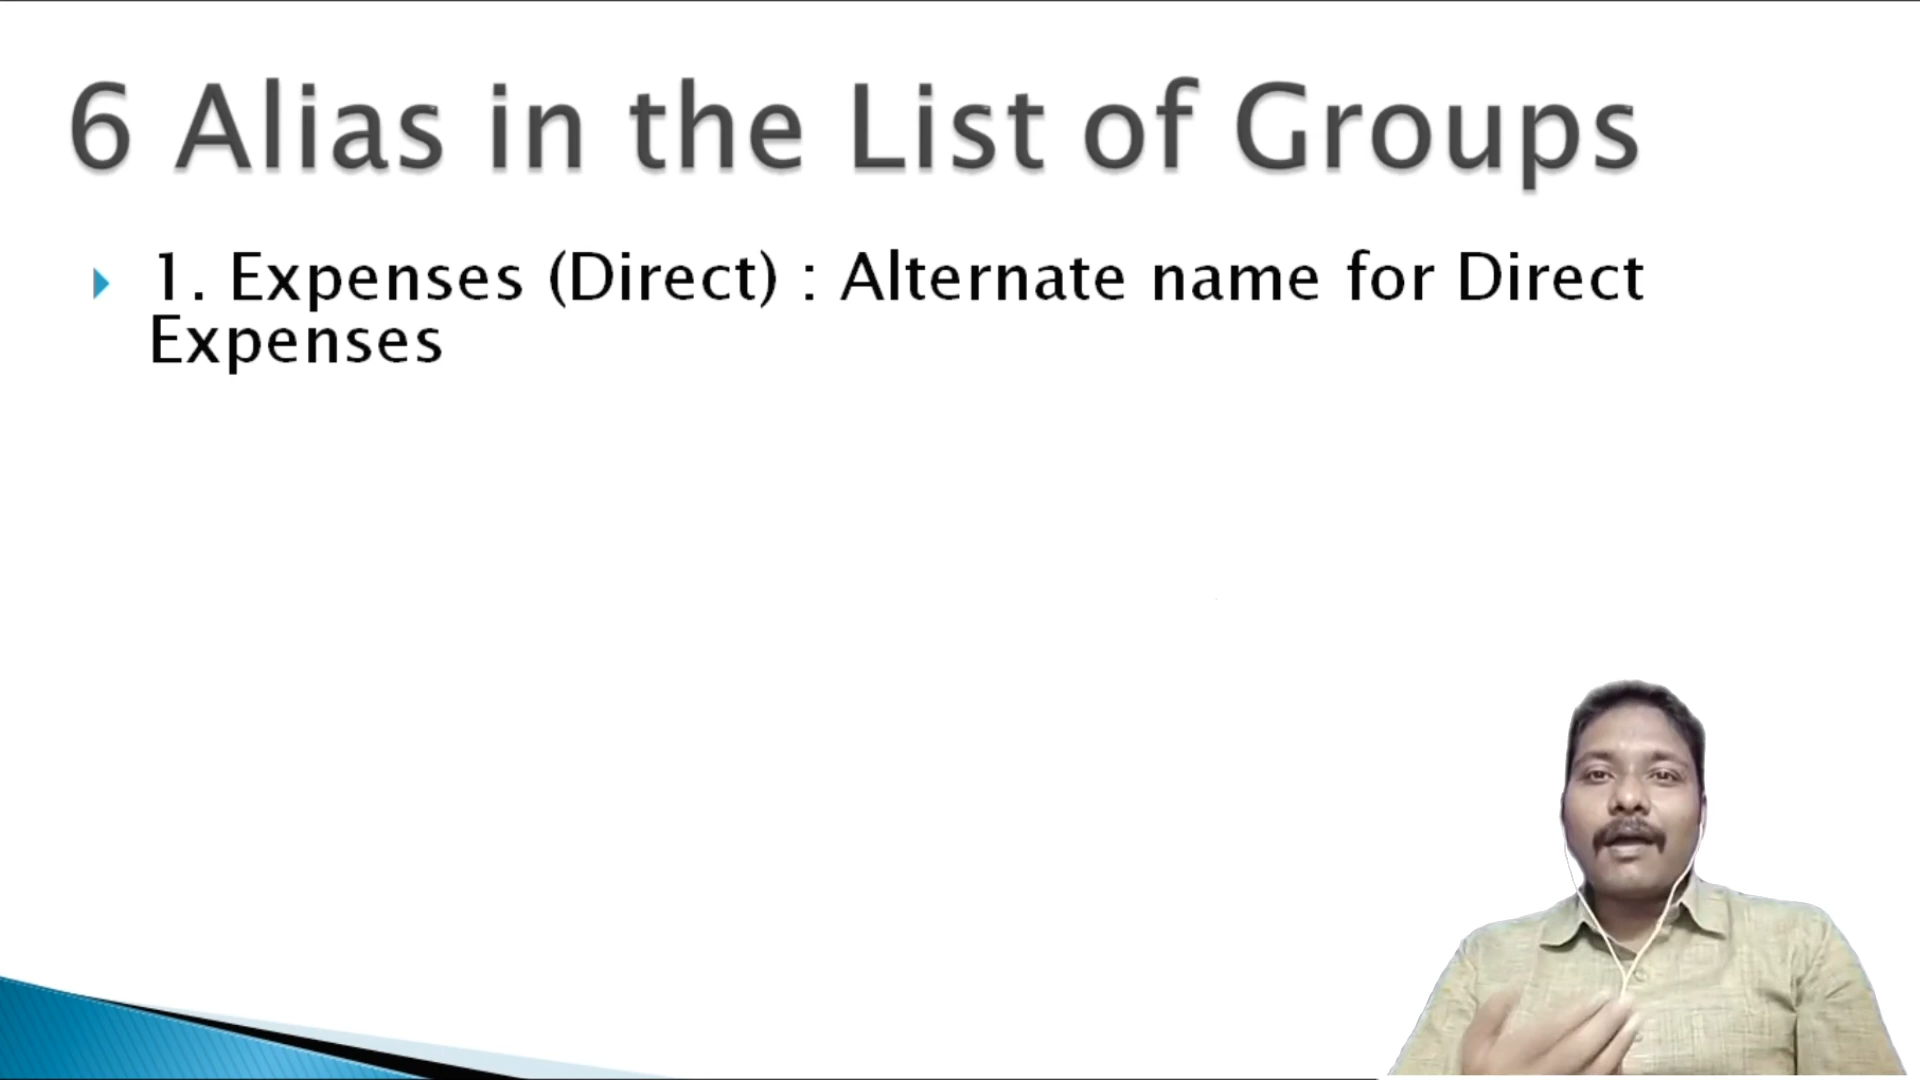 6 Alias in the List of Groups
1. Expenses (Direct) : Alternate name for Direct
Expenses